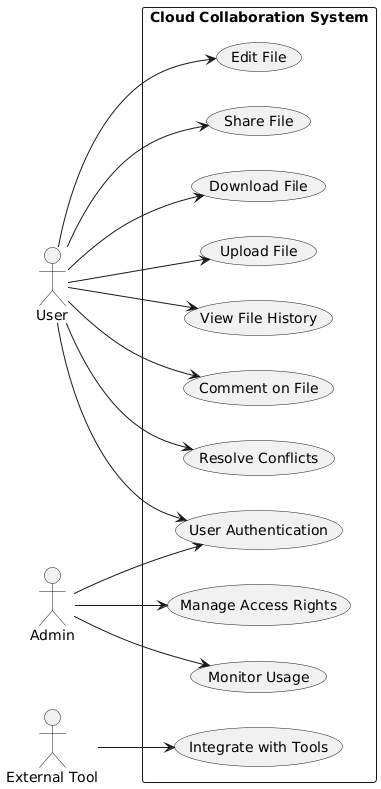 Cloud Collaboration System
Edit File
Share File
Download File
Upload File
View File History
Comment on File
Resolve Conflicts
User Authentication
Manage Access Rights
Monitor Usage
Integrate with Tools
User
Admin
External Tool